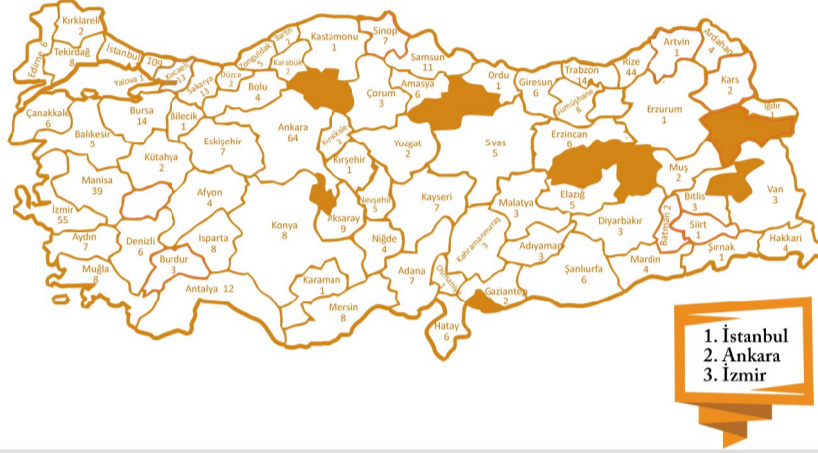 Kırklareli
2
Edirne 6
Tekirdağ
8
İstanbul 109
Yalova 1
Kocaeli
13
Sakarya
13
Düzce
2
Zonguldak
5
Bartın
2
Karabük
2
Bolu
4
Kastamonu
1
Sinop
7
Samsun
11
Amasya
6
Çorum
3
Ordu
1
Giresun
6
Trabzon
14
Gümüşhane
8
Rize
44
Artvin
1
Ardahan
4
Kars
2
Iğdır
1
Erzurum
1
Erzincan
6
Çanakkale
6
Balıkesir
5
Bursa
14
Bilecik
1
Kütahya
2
Eskişehir
7
Ankara
64
Kırıkkale
2
Kırşehir
1
Yozgat
2
Sivas
5
Manisa
39
İzmir
55
Afyon
4
Konya
8
Aksaray
9
Nevşehir
5
Kayseri
7
Malatya
3
Elazığ
5
Diyarbakır
3
Muş
2
Bitlis
3
Van
3
Batman 2
Siirt
1
Şırnak
1
Hakkari
4
Mardin
4
Şanlıurfa
6
Adıyaman
3
Kahramanmaraş
3
Gaziantep
2
Adana
7
Hatay
6
Niğde
4
Karaman
1
Mersin
8
Antalya 12
Isparta
8
Burdur
3
Denizli
6
Aydın
7
Muğla
8
1. İstanbul
2. Ankara
3. İzmir